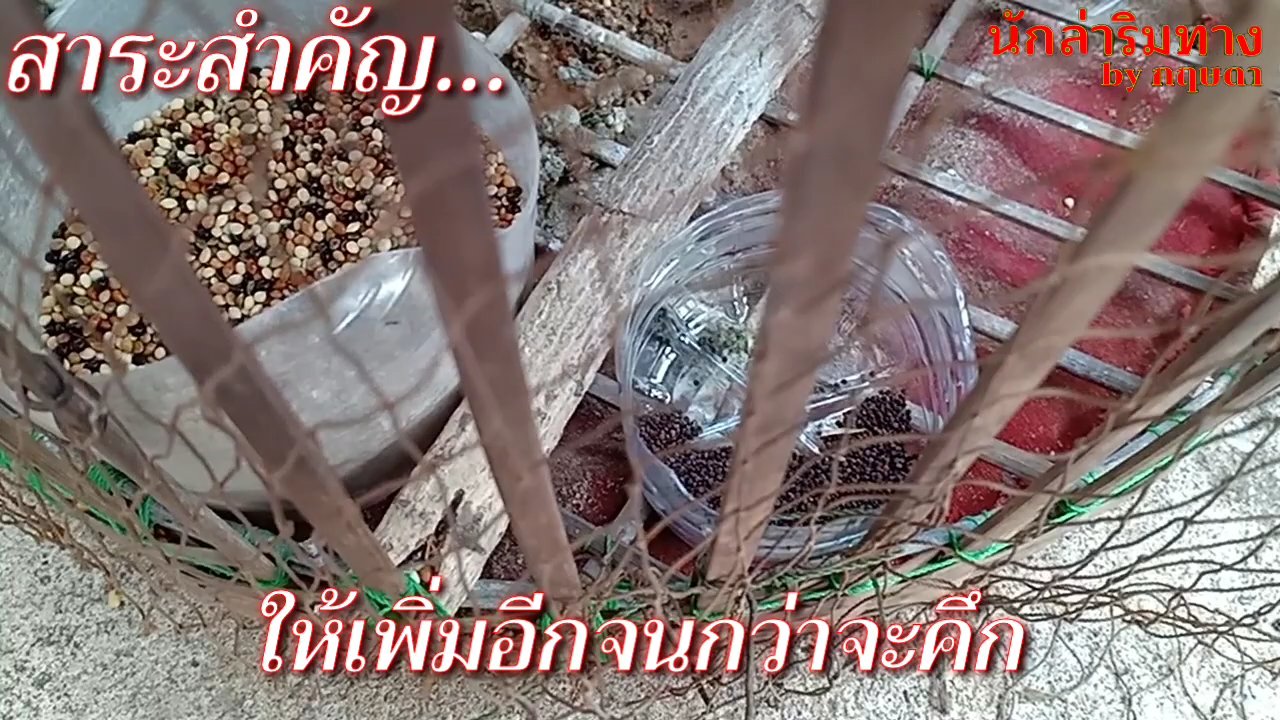 สาระสำคัญ...
นักล่าริมทาง
by กฤษดา
ให้เพิ่มอีกจนกว่าจะคึก